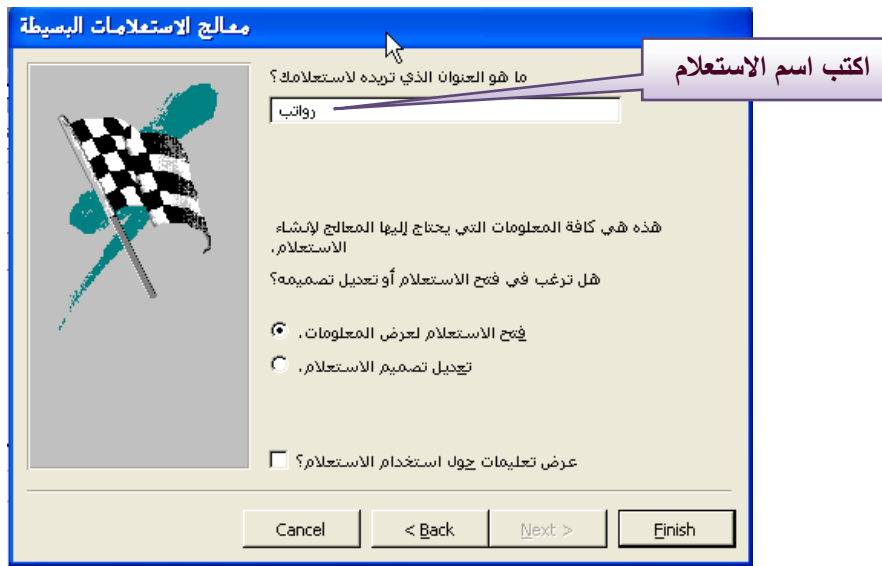 معالج الاستعلامات البسيطة
اكتب اسم الاستعلام
ما هو العنوان الذي تريده لاستعلامك؟
رواتب
هذه هي كافة المعلومات التي يحتاج إليها المعالج لإنشاء
الاستعلام.
هل ترغب في فتح الاستعلام أو تعديل تصميمه؟
فتح الاستعلام لعرض المعلومات.
تعديل تصميم الاستعلام.
عرض تعليمات حول استخدام الاستعلام؟
Cancel
< Back
Next >
Finish